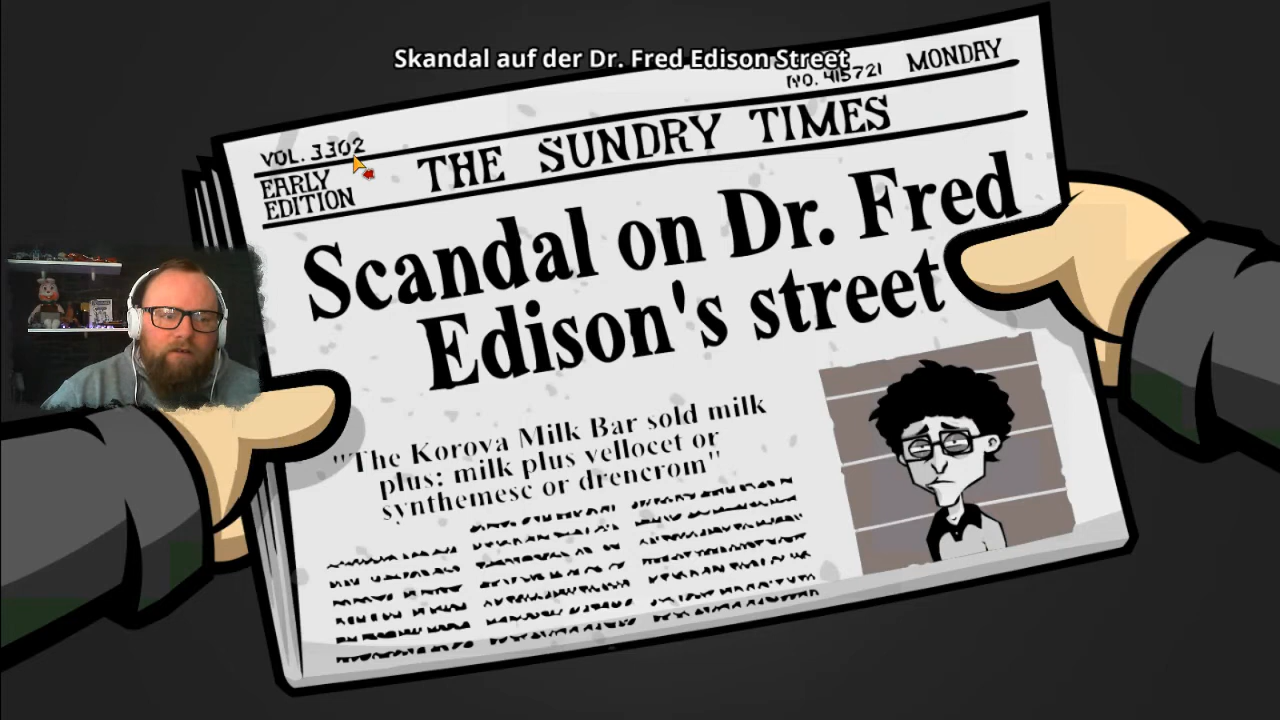 Skandal auf der Dr. Fred Edison Street
NO. 415721 MONDAY
VOL. 3302
THE SUNDRY TIMES
EARLY
EDITION
Scandal on Dr. Fred
Edison's street
"The Korova Milk Bar sold milk
plus: milk plus vellocet or
synthemesc or drencrom"